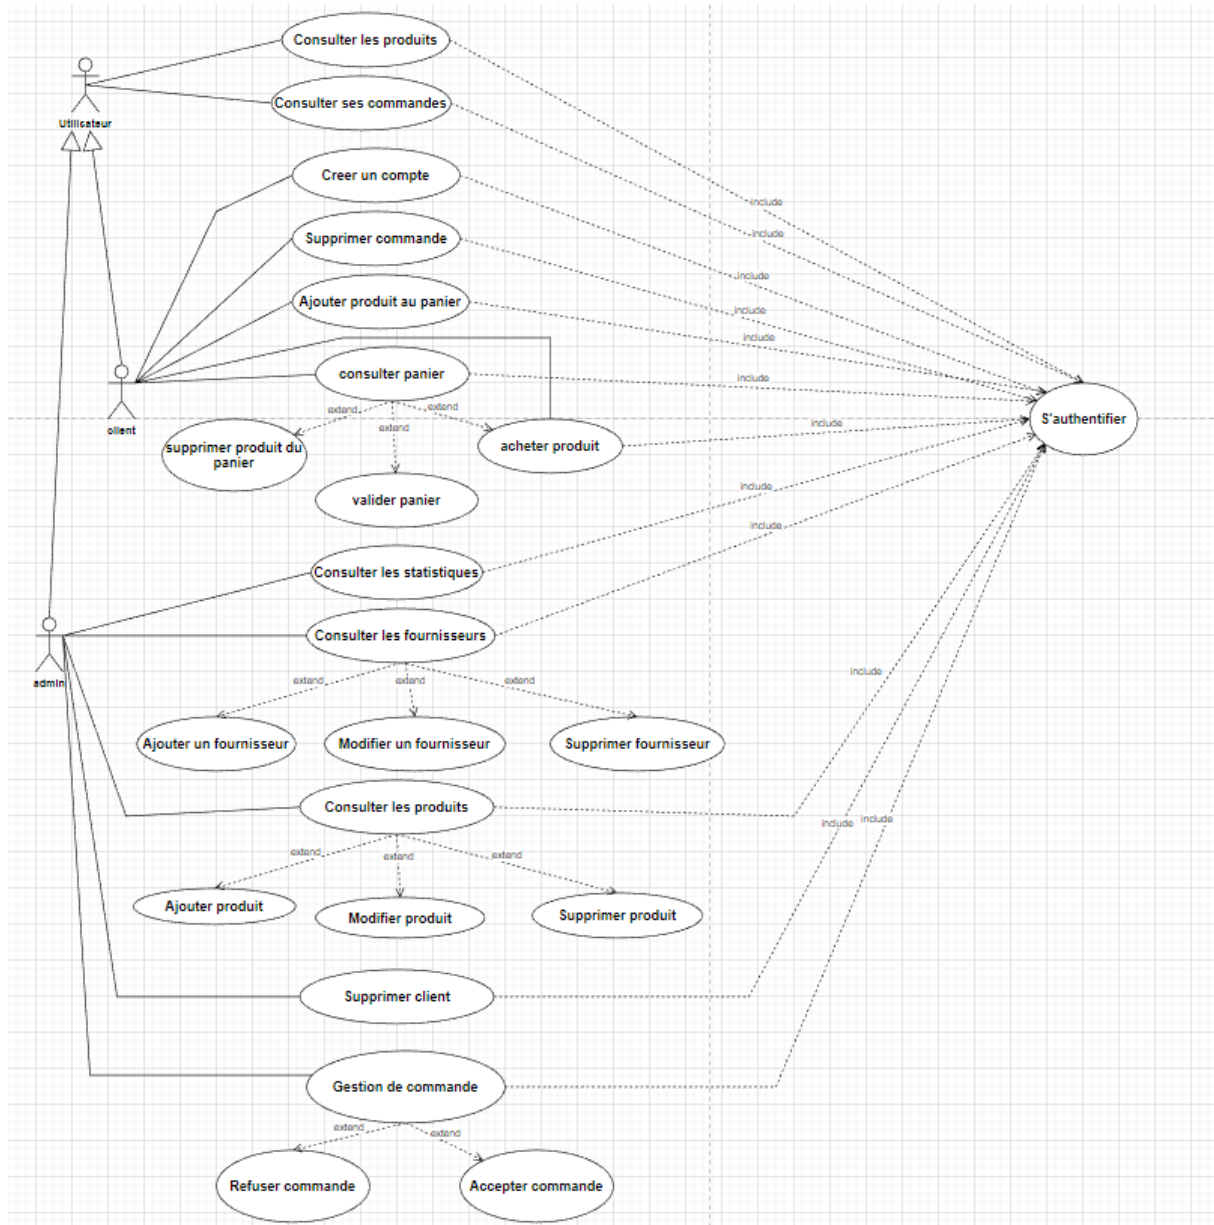 Consulter les produits
Utilisateur
Consulter ses commandes
Creer un compte
include
Supprimer commande
include
include
Ajouter produit au panier
include
include
client
consulter panier
include
extend
extend
extend
supprimer produit du
panier
acheter produit
include
S'authentifier
valider panier
include
include
Consulter les statistiques
admin
Consulter les fournisseurs
include
extend
extend
extend
Ajouter un fournisseur
Modifier un fournisseur
Supprimer fournisseur
Consulter les produits
include
include
extend
extend
extend
Ajouter produit
Modifier produit
Supprimer produit
Supprimer client
Gestion de commande
extend
extend
Refuser commande
Accepter commande